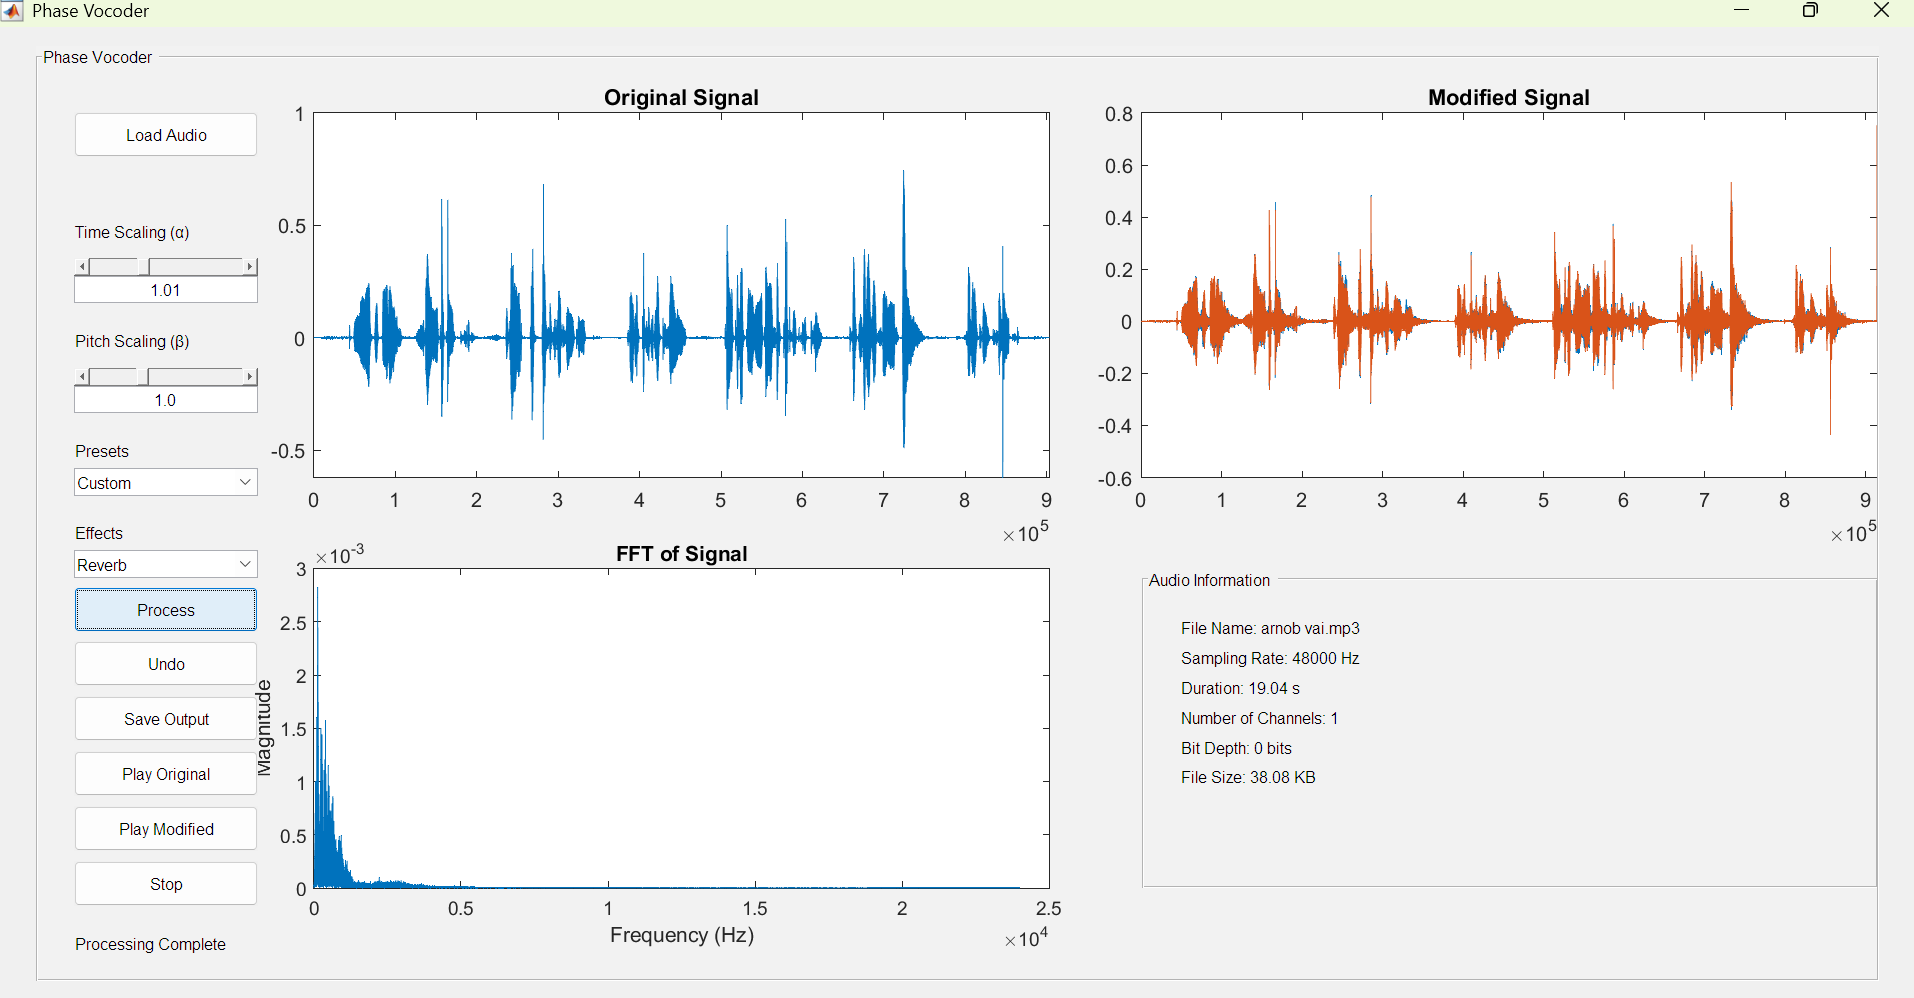 Phase Vocoder
Phase Vocoder
Load Audio
Time Scaling (α)
1.01
Pitch Scaling (β)
1.0
Presets
Custom
Effects
Reverb
Process
Undo
Save Output
Play Original
Play Modified
Stop
Processing Complete
Original Signal
1
0.5
0
-0.5
0 1 2 3 4 5 6 7 8 9
×10⁵
Modified Signal
0.8
0.6
0.4
0.2
0
-0.2
-0.4
-0.6
0 1 2 3 4 5 6 7 8 9
×10⁵
FFT of Signal
×10⁻³
3
2.5
2
1.5
1
0.5
0
Magnitude
0 0.5 1 1.5 2 2.5
Frequency (Hz)
×10⁴
Audio Information
File Name: arnob vai.mp3
Sampling Rate: 48000 Hz
Duration: 19.04 s
Number of Channels: 1
Bit Depth: 0 bits
File Size: 38.08 KB